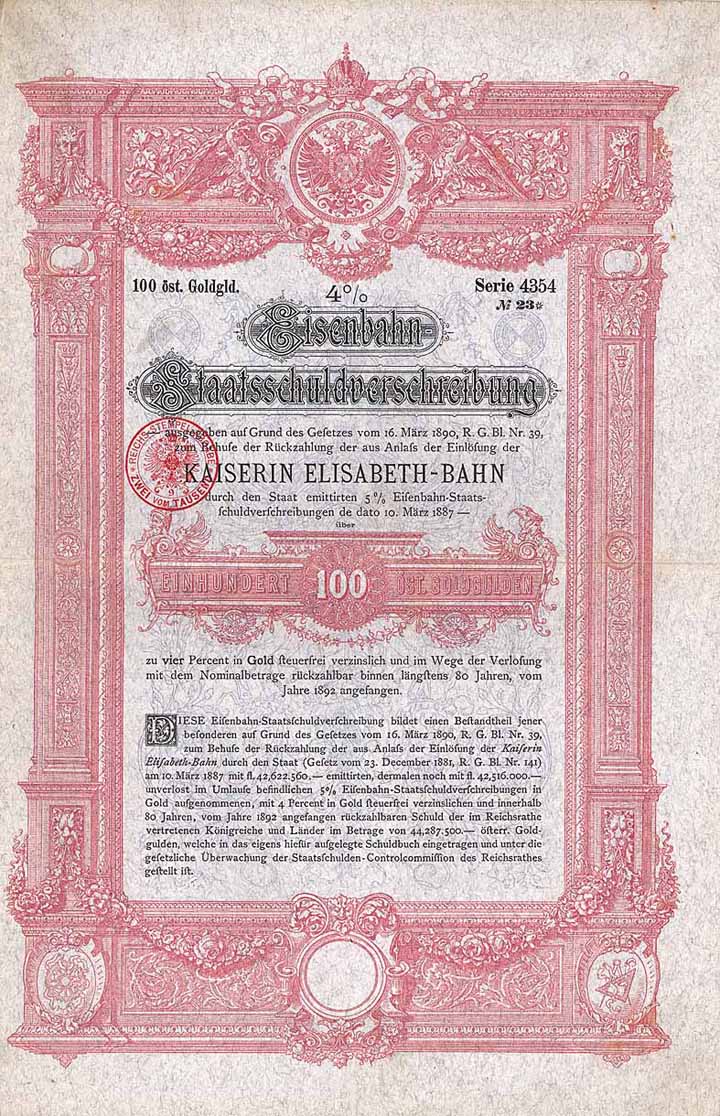 100 öst. Goldgld.
4%
Serie 4354
№ 23
Eisenbahn-
Staatsschuldverschreibung
— ausgegeben auf Grund des Geſetzes vom 16. März 1890, R. G. Bl. Nr. 39,
zum Behufe der Rückzahlung der aus Anlaſs der Einlöſung der
KAISERIN ELISABETH-BAHN
durch den Staat emittirten 5% Eiſenbahn-Staats-
ſchuldverſchreibungen de dato 10. März 1887 —
über
EINHUNDERT 100 ÖST. GOLDGULDEN
zu vier Percent in Gold ſteuerfrei verzinslich und im Wege der Verloſung
mit dem Nominalbetrage rückzahlbar binnen längſtens 80 Jahren, vom
Jahre 1892 angefangen.
DIESE Eiſenbahn-Staatsſchuldverſchreibung bildet einen Beſtandtheil jener
beſonderen auf Grund des Geſetzes vom 16. März 1890, R. G. Bl. Nr. 39,
zum Behufe der Rückzahlung der aus Anlaſs der Einlöſung der Kaiſerin
Eliſabeth-Bahn durch den Staat (Geſetz vom 23. December 1881, R. G. Bl. Nr. 141)
am 10. März 1887 mit fl. 42,622.560.— emittirten, dermalen noch mit fl. 42,516.000.—
unverlost im Umlaufe befindlichen 5% Eiſenbahn-Staatsſchuldverſchreibungen in
Gold aufgenommenen, mit 4 Percent in Gold ſteuerfrei verzinslichen und innerhalb
80 Jahren, vom Jahre 1892 angefangen rückzahlbaren Schuld der im Reichsrathe
vertretenen Königreiche und Länder im Betrage von 44,287.500.— öſterr. Gold-
gulden, welche in das eigens hiefür aufgelegte Schuldbuch eingetragen und unter die
geſetzliche Überwachung der Staatsſchulden-Controlcommiſſion des Reichsrathes
geſtellt iſt.
REICHS-STEMPEL-ABGABE
ZWEI VOM TAUSEND